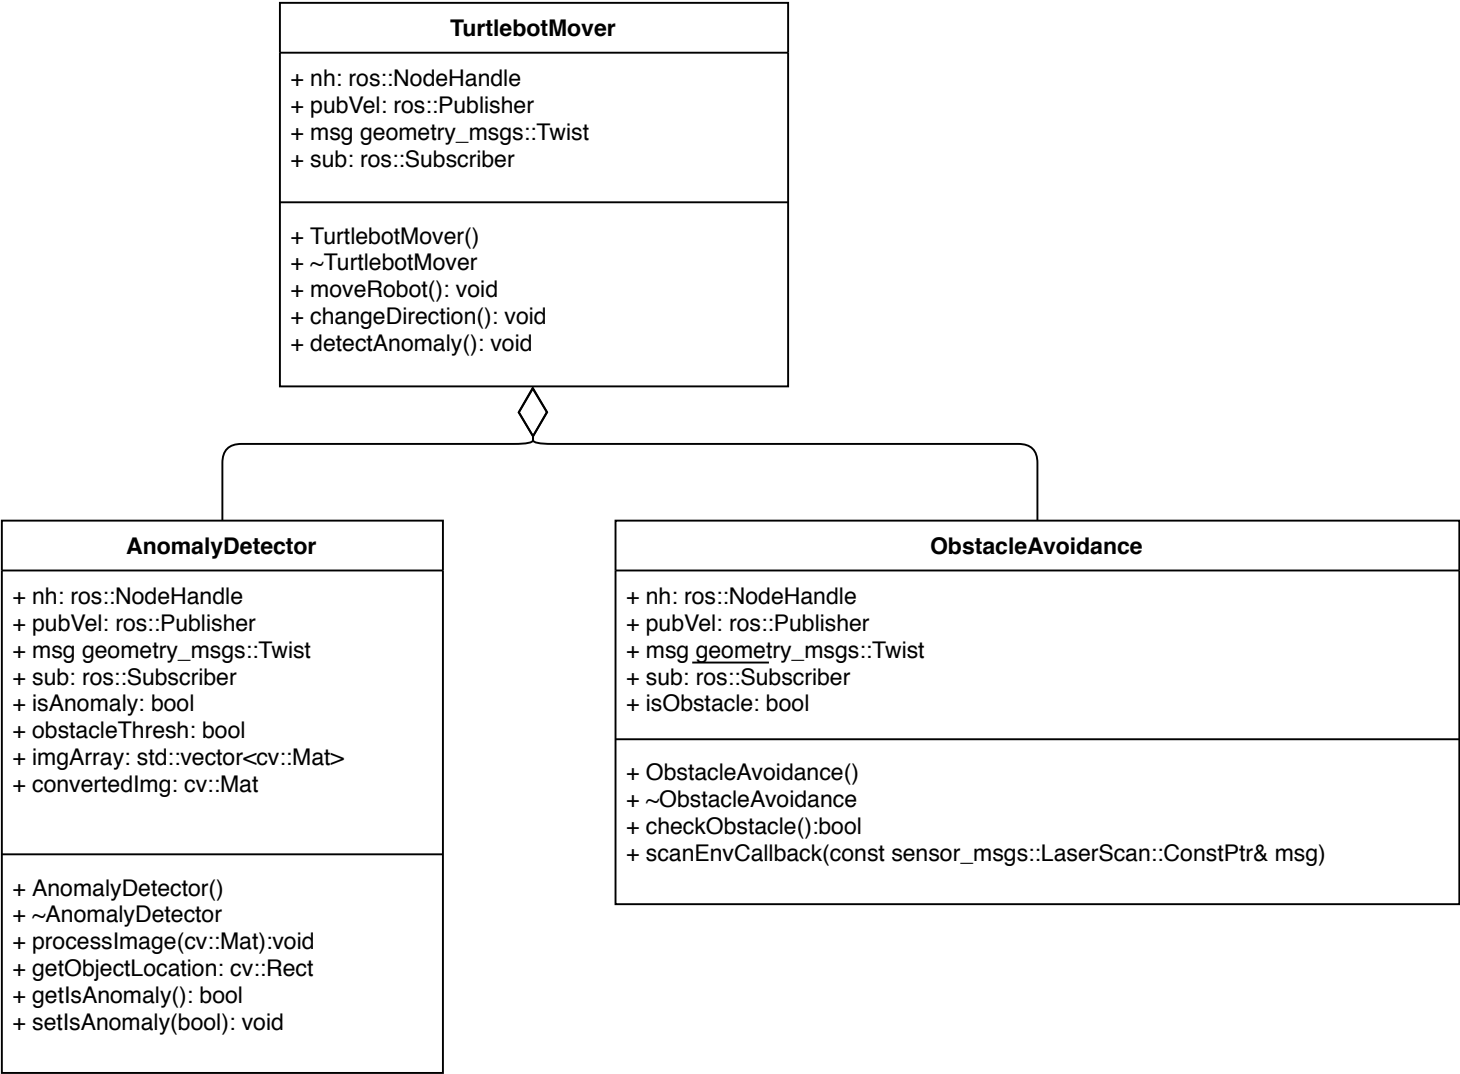 TurtlebotMover
+ nh: ros::NodeHandle
+ pubVel: ros::Publisher
+ msg geometry_msgs::Twist
+ sub: ros::Subscriber
+ TurtlebotMover()
+ ~TurtlebotMover
+ moveRobot(): void
+ changeDirection(): void
+ detectAnomaly(): void
AnomalyDetector
+ nh: ros::NodeHandle
+ pubVel: ros::Publisher
+ msg geometry_msgs::Twist
+ sub: ros::Subscriber
+ isAnomaly: bool
+ obstacleThresh: bool
+ imgArray: std::vector<cv::Mat>
+ convertedImg: cv::Mat
+ AnomalyDetector()
+ ~AnomalyDetector
+ processImage(cv::Mat):void
+ getObjectLocation: cv::Rect
+ getIsAnomaly(): bool
+ setIsAnomaly(bool): void
ObstacleAvoidance
+ nh: ros::NodeHandle
+ pubVel: ros::Publisher
+ msg geometry_msgs::Twist
+ sub: ros::Subscriber
+ isObstacle: bool
+ ObstacleAvoidance()
+ ~ObstacleAvoidance
+ checkObstacle():bool
+ scanEnvCallback(const sensor_msgs::LaserScan::ConstPtr& msg)